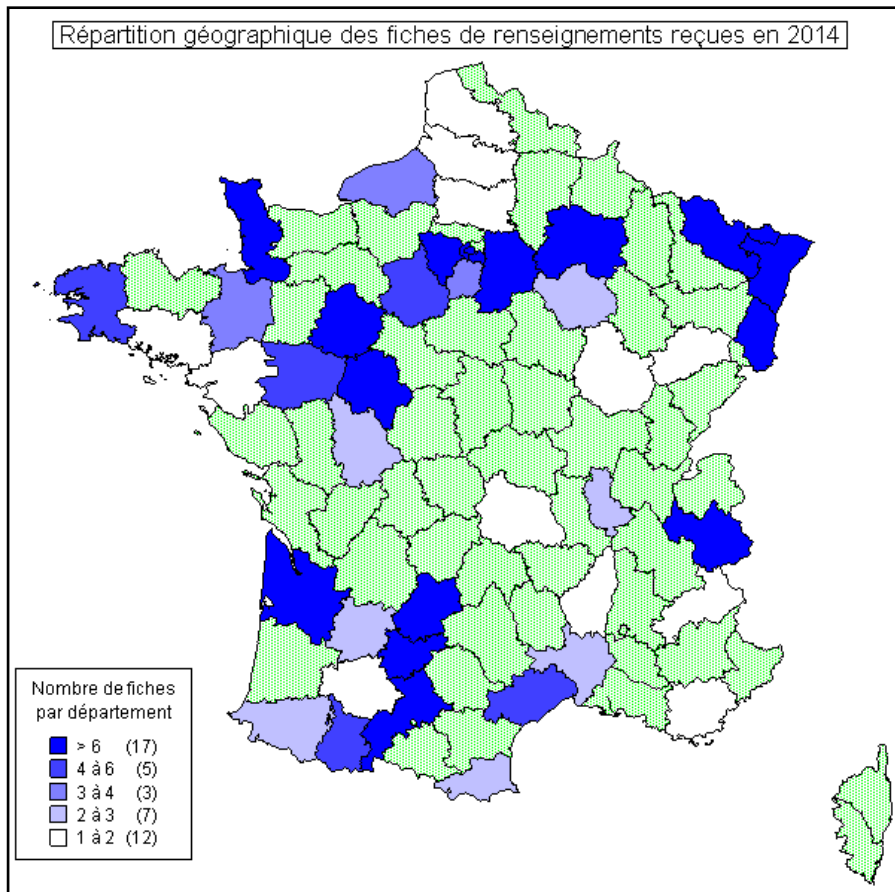 Répartition géographique des fiches de renseignements reçues en 2014
Nombre de fiches
par département
> 6 (17)
4 à 6 (5)
3 à 4 (3)
2 à 3 (7)
1 à 2 (12)